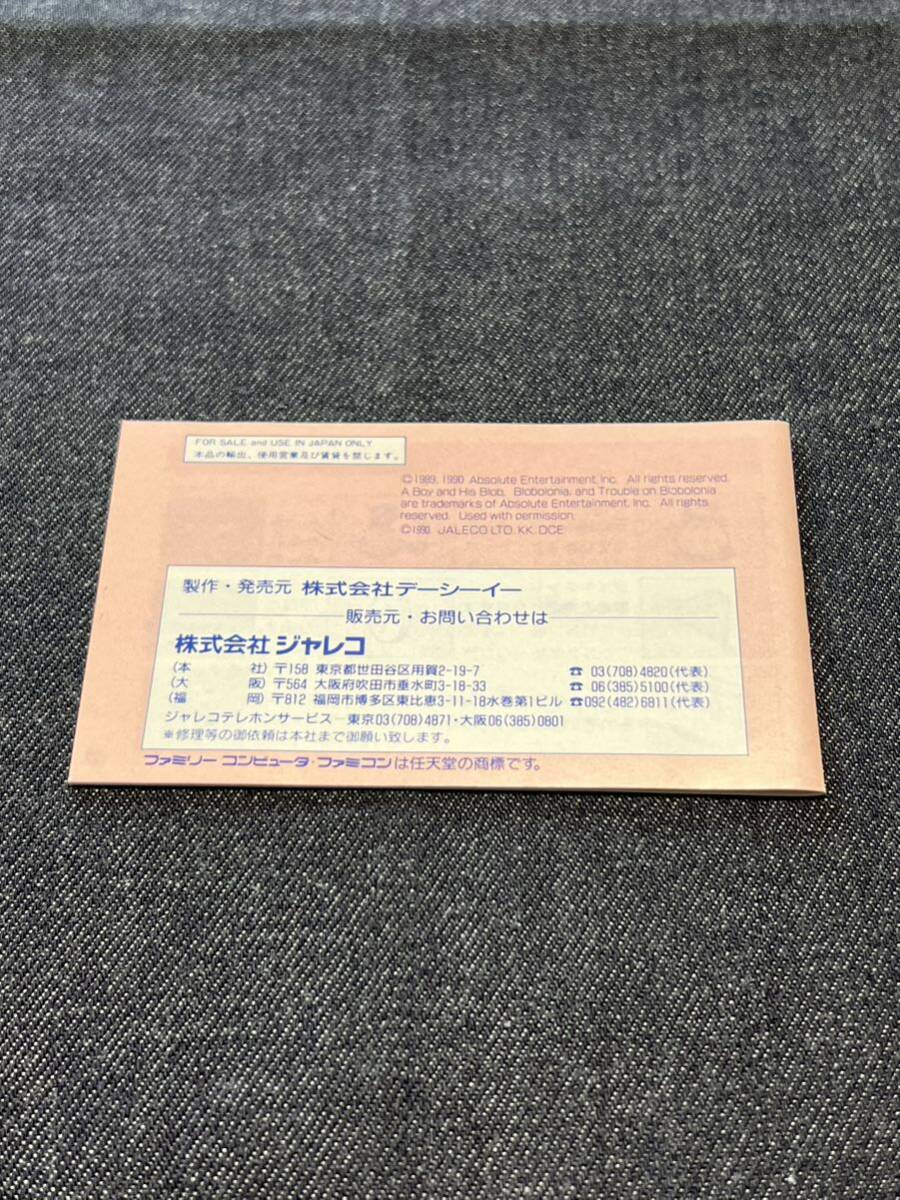 FOR SALE and USE IN JAPAN ONLY
本品の輸出、使用営業及び賃貸を禁じます。
©1989, 1990 Absolute Entertainment, Inc. All rights reserved.
A Boy and His Blob, Blobolonia, and Trouble on Blobolonia
are trademarks of Absolute Entertainment, Inc. All rights
reserved. Used with permission.
©1990 JALECO LTD. KK. DCE
製作・発売元 株式会社デーシーイー
販売元・お問い合わせは
株式会社 ジャレコ
(本 社)〒158 東京都世田谷区用賀2-19-7 ☎ 03(708)4820(代表)
(大 阪)〒564 大阪府吹田市垂水町3-18-33 ☎ 06(385)5100(代表)
(福 岡)〒812 福岡市博多区東比恵3-11-18水巻第1ビル ☎092(482)6811(代表)
ジャレコテレホンサービス―東京03(708)4871・大阪06(385)0801
※修理等の御依頼は本社まで御願い致します。
ファミリー コンピュータ・ファミコンは任天堂の商標です。